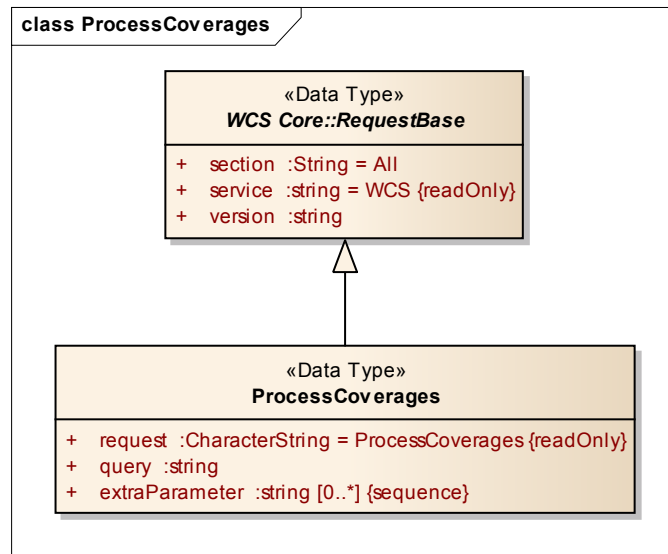 class ProcessCoverages
«Data Type»
WCS Core::RequestBase
+ section :String = All
+ service :string = WCS {readOnly}
+ version :string
«Data Type»
ProcessCoverages
+ request :CharacterString = ProcessCoverages {readOnly}
+ query :string
+ extraParameter :string [0..*] {sequence}